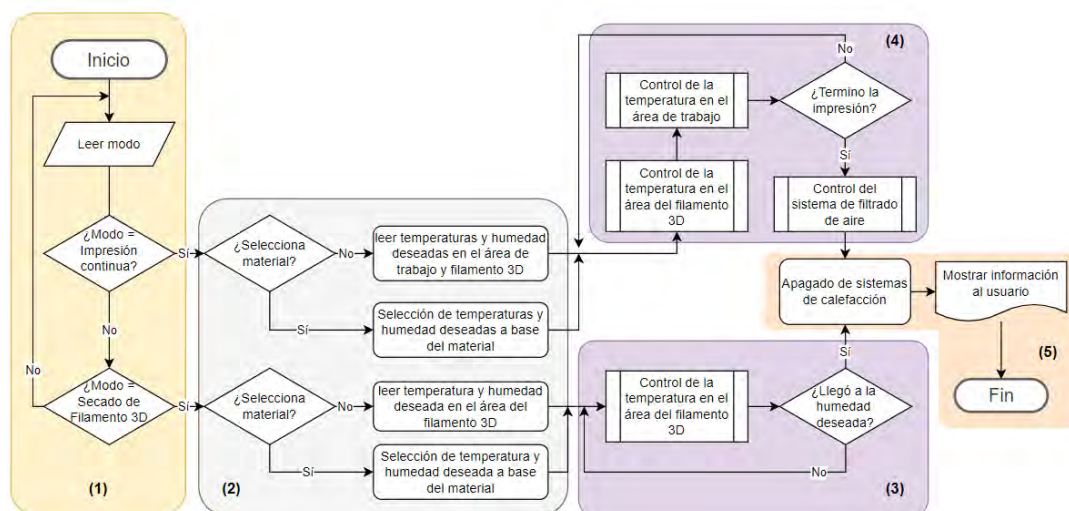 Inicio
Leer modo
¿Modo =
Impresión
continua?
Sí
No
¿Modo =
Secado de
Filamento 3D
Sí
No
(1)
¿Selecciona
material?
No
leer temperaturas y humedad
deseadas en el área de
trabajo y filamento 3D
Sí
Selección de temperaturas y
humedad deseadas a base
del material
¿Selecciona
material?
No
leer temperatura y humedad
deseada en el área del
filamento 3D
Sí
Selección de temperatura y
humedad deseada a base
del material
(2)
Control de la
temperatura en el
área del filamento
3D
¿Llegó a la
humedad
deseada?
Sí
No
(3)
(4)
No
Control de la
temperatura en el
área de trabajo
¿Termino la
impresión?
Sí
Control de la
temperatura en el
área del filamento
3D
Control del
sistema de filtrado
de aire
Apagado de sistemas
de calefacción
Mostrar información
al usuario
(5)
Fin